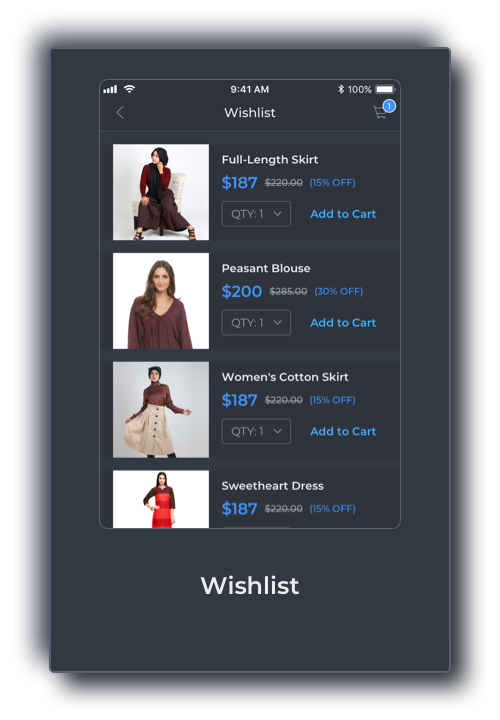 9:41 AM
100%
Wishlist
1
Full-Length Skirt
$187 $220.00 (15% OFF)
QTY: 1 Add to Cart
Peasant Blouse
$200 $285.00 (30% OFF)
QTY: 1 Add to Cart
Women's Cotton Skirt
$187 $220.00 (15% OFF)
QTY: 1 Add to Cart
Sweetheart Dress
$187 $220.00 (15% OFF)
Wishlist